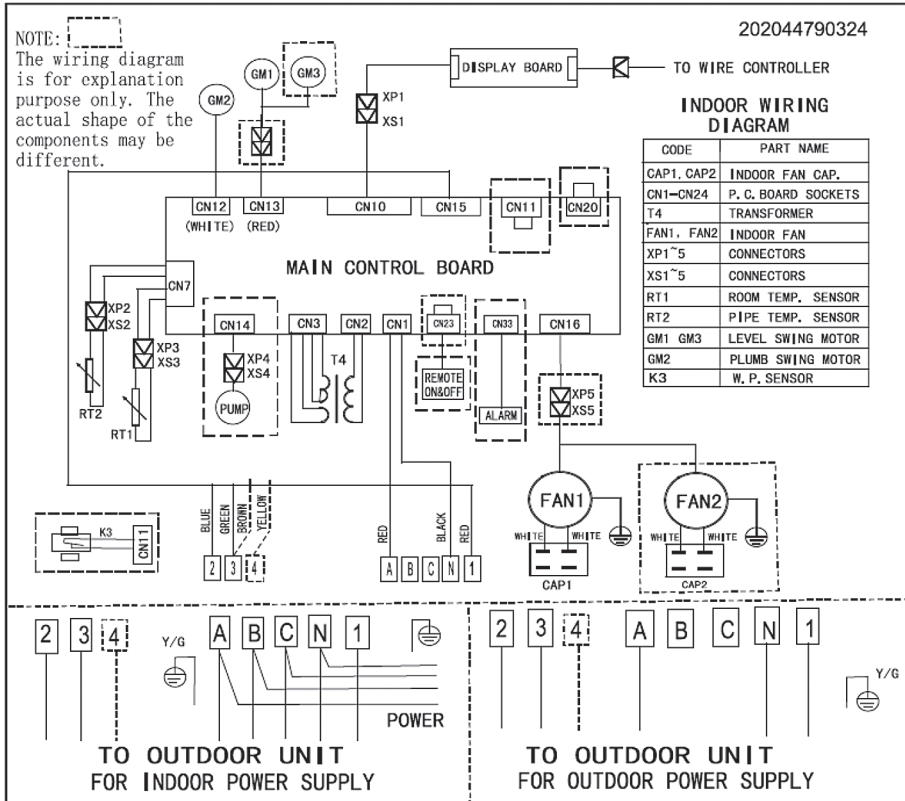 202044790324
NOTE:
The wiring diagram
is for explanation
purpose only. The
actual shape of the
components may be
different.
GM2
GM1
GM3
XP1
XS1
DISPLAY BOARD
TO WIRE CONTROLLER
INDOOR WIRING
DIAGRAM
CODE PART NAME
CAP1, CAP2 INDOOR FAN CAP.
CN1-CN24 P.C.BOARD SOCKETS
T4 TRANSFORMER
FAN1, FAN2 INDOOR FAN
XP1~5 CONNECTORS
XS1~5 CONNECTORS
RT1 ROOM TEMP. SENSOR
RT2 PIPE TEMP. SENSOR
GM1 GM3 LEVEL SWING MOTOR
GM2 PLUMB SWING MOTOR
K3 W.P.SENSOR
CN12 CN13 CN10 CN15 CN11 CN20
(WHITE) (RED)
MAIN CONTROL BOARD
CN7
CN14 CN3 CN2 CN1 CN23 CN33 CN16
XP2
XS2
XP3
XS3
RT2
RT1
XP4
XS4
PUMP
T4
REMOTE
ON&OFF
ALARM
XP5
XS5
FAN1
WHITE WHITE
CAP1
FAN2
WHITE WHITE
CAP2
K3
CN11
BLUE
GREEN
BROWN
YELLOW
RED
BLACK
RED
2 3 4
A B C N 1
2 3 4
Y/G
A B C N 1
POWER
TO OUTDOOR UNIT
FOR INDOOR POWER SUPPLY
2 3 4 A B C N 1
Y/G
TO OUTDOOR UNIT
FOR OUTDOOR POWER SUPPLY